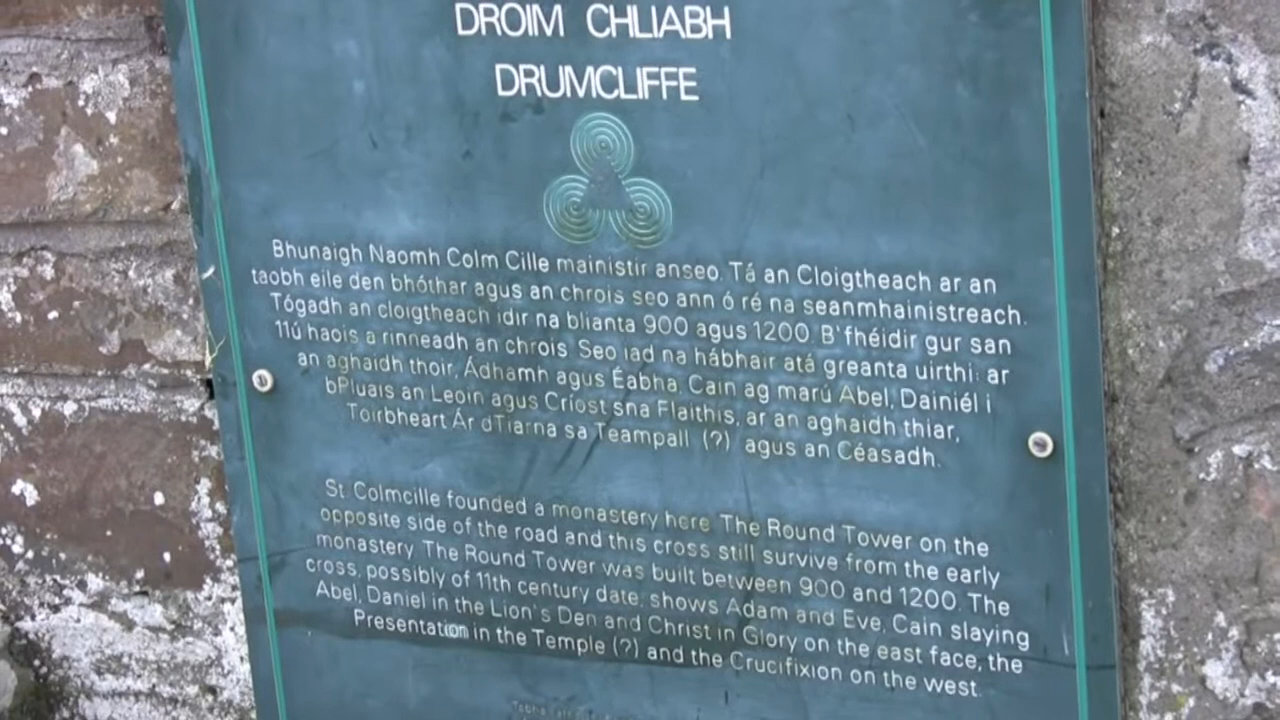 DROIM CHLIABH
DRUMCLIFFE
Bhunaigh Naomh Colm Cille mainistir anseo. Tá an Cloigtheach ar an
taobh eile den bhóthar agus an chrois seo ann ó ré na seanmhainistreach.
Tógadh an cloigtheach idir na blianta 900 agus 1200. B'fhéidir gur san
11ú haois a rinneadh an chrois. Seo iad na hábhair atá greanta uirthi: ar
an aghaidh thoir, Ádhamh agus Éabha, Cain ag marú Abel, Dainiél i
bPluais an Leoin agus Críost sna Flaithis, ar an aghaidh thiar,
Toirbheart Ár dTiarna sa Teampall (?) agus an Céasadh.
St. Colmcille founded a monastery here. The Round Tower on the
opposite side of the road and this cross still survive from the early
monastery. The Round Tower was built between 900 and 1200. The
cross, possibly of 11th century date, shows Adam and Eve, Cain slaying
Abel, Daniel in the Lion's Den and Christ in Glory on the east face, the
Presentation in the Temple (?) and the Crucifixion on the west.